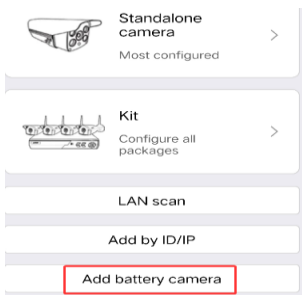 Standalone
camera
Most configured
Kit
Configure all
packages
LAN scan
Add by ID/IP
Add battery camera